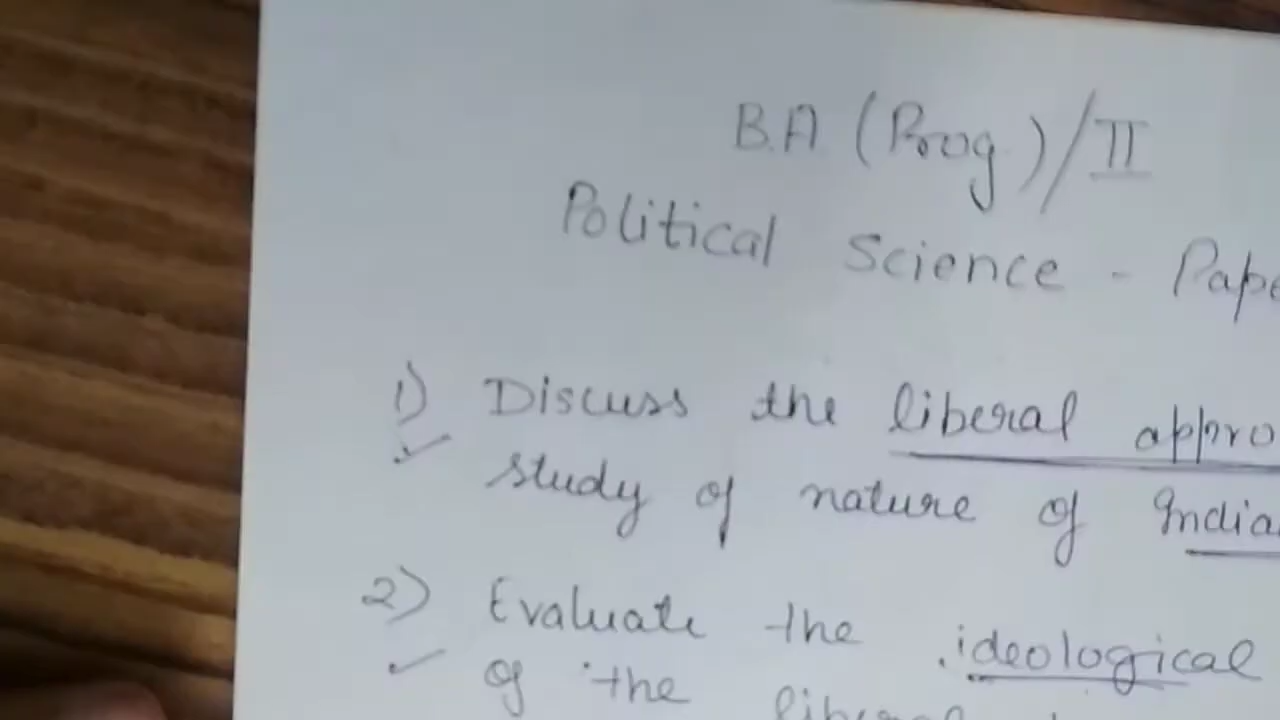 B.A (Prog.)/II
Political Science - Pape
1) Discuss the liberal appro
study of nature of India
2) Evaluate the ideological
of the